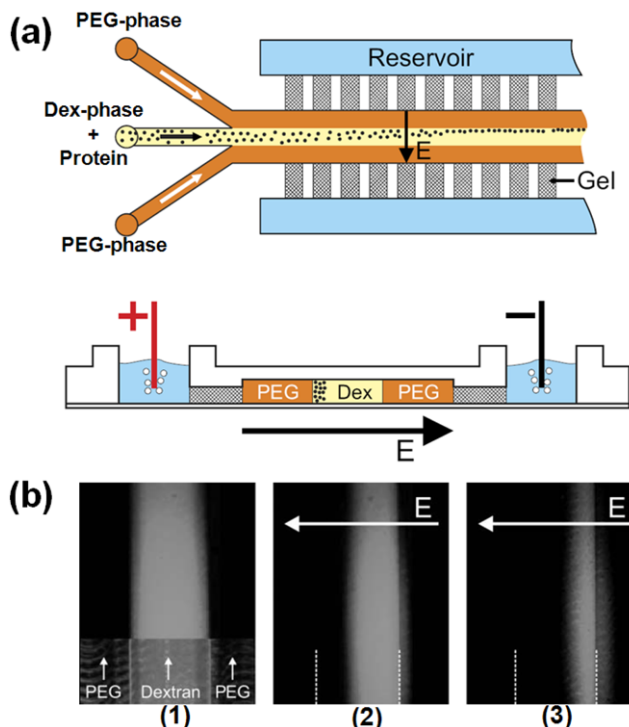 (a)
PEG-phase
Dex-phase
+
Protein
PEG-phase
Reservoir
E
Gel
+
−
PEG
Dex
PEG
E
(b)
E
E
PEG
Dextran
PEG
(1)
(2)
(3)